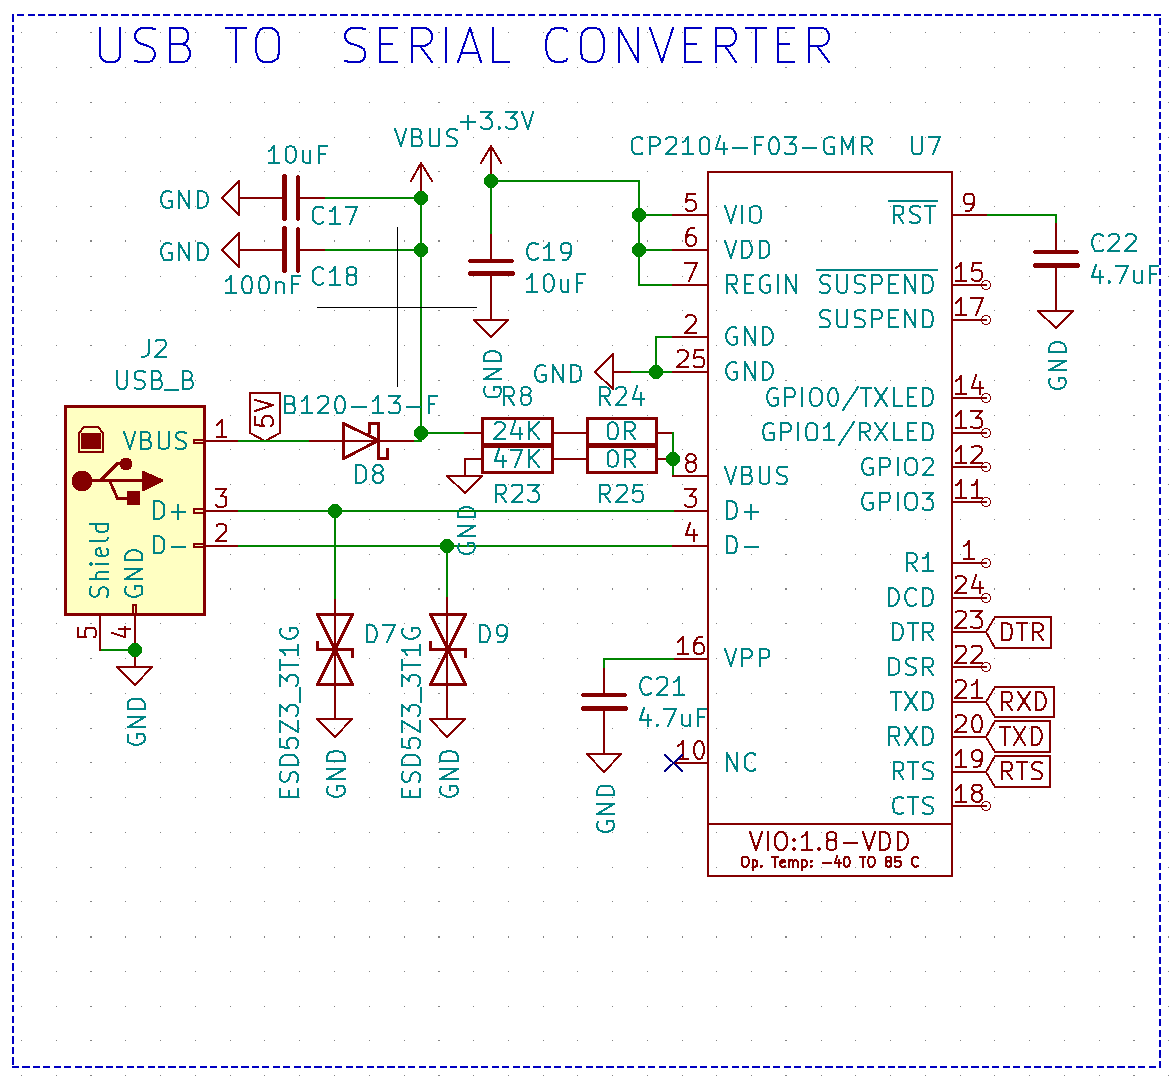 USB TO SERIAL CONVERTER
+3.3V
VBUS
10uF
GND
C17
GND
100nF
C18
C19
10uF
GND
CP2104-F03-GMR U7
5 VIO
6 VDD
7 REGIN
2 GND
25 GND
GND
8 VBUS
3 D+
4 D-
16 VPP
10 NC
RST 9
SUSPEND 15
SUSPEND 17
GPIO0/TXLED 14
GPIO1/RXLED 13
GPIO2 12
GPIO3 11
R1 1
DCD 24
DTR 23 DTR
DSR 22
TXD 21 RXD
RXD 20 TXD
RTS 19 RTS
CTS 18
VIO:1.8-VDD
Op. Temp: -40 TO 85 C
C22
4.7uF
GND
J2
USB_B
VBUS 1
D+ 3
D- 2
Shield
GND
5
4
GND
5V
B120-13-F
D8
R8
24K
R24
0R
47K
R23
0R
R25
GND
ESD5Z3_3T1G
D7
GND
ESD5Z3_3T1G
D9
GND
C21
4.7uF
GND